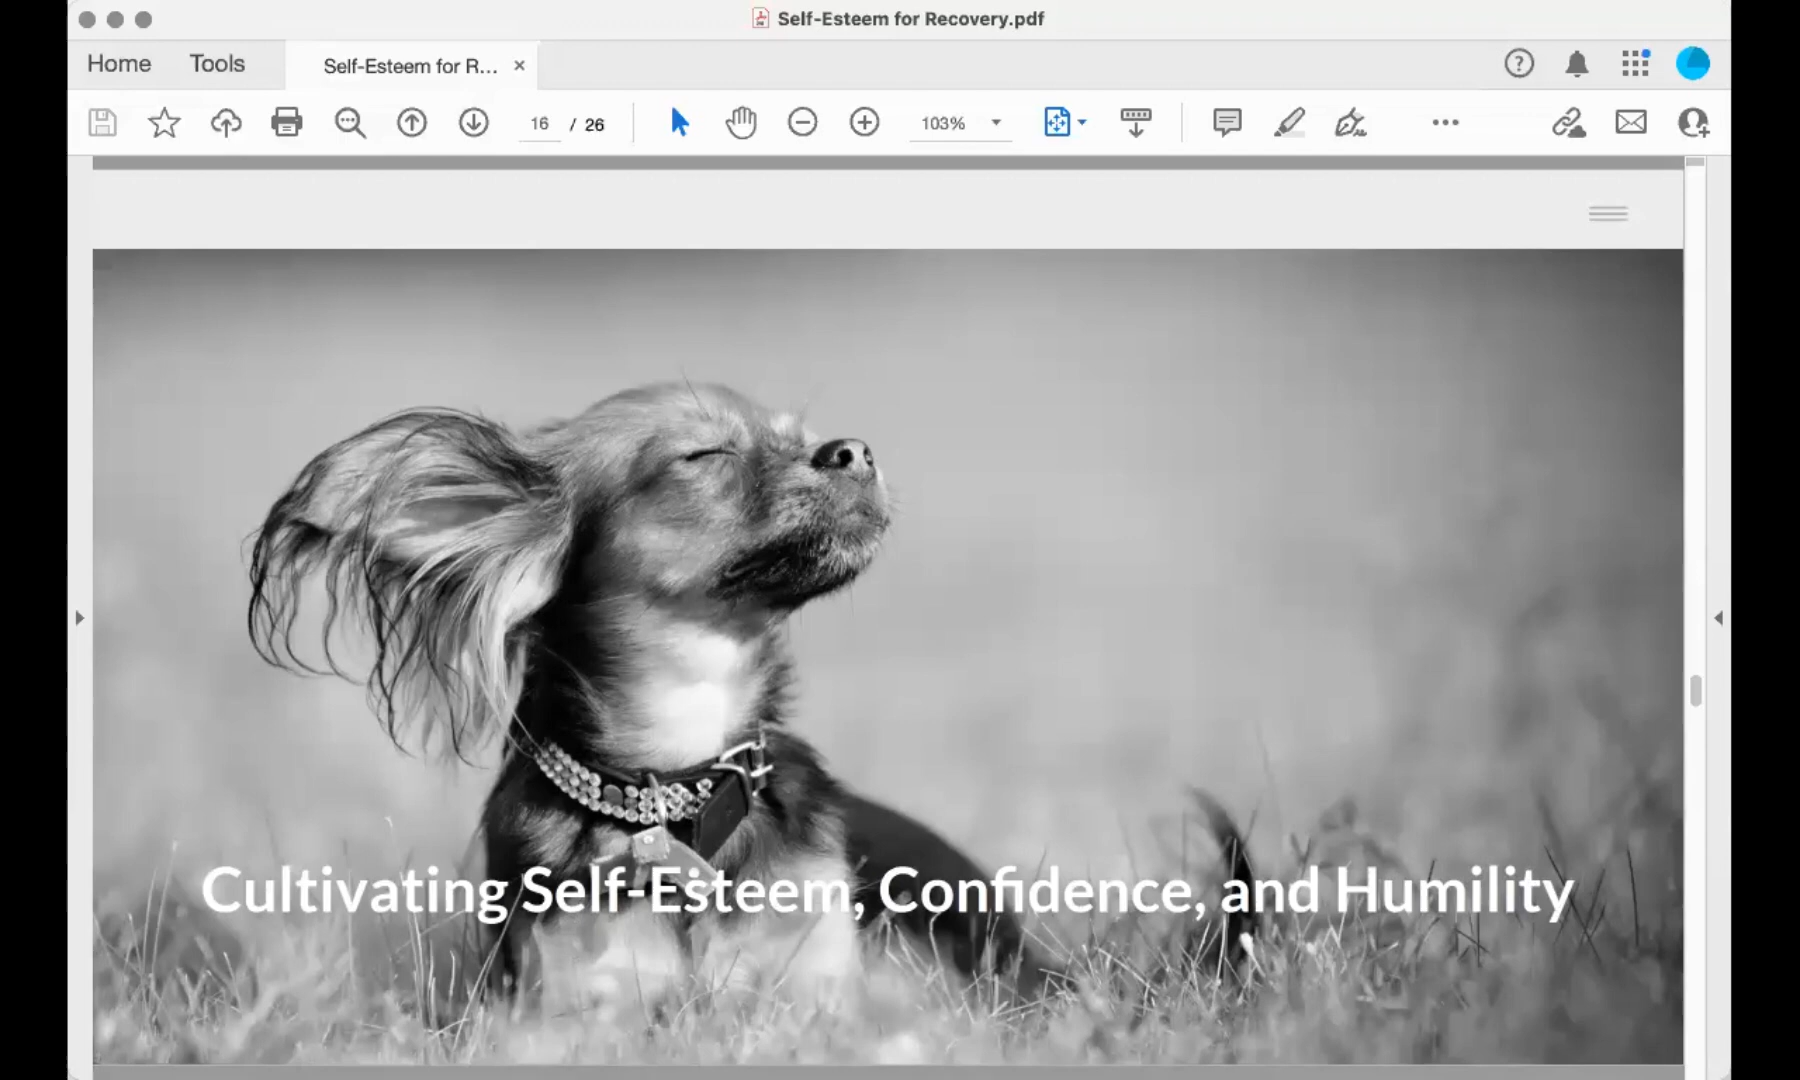 Self-Esteem for Recovery.pdf
Home
Tools
Self-Esteem for R...
16 / 26
103%
Cultivating Self-Esteem, Confidence, and Humility